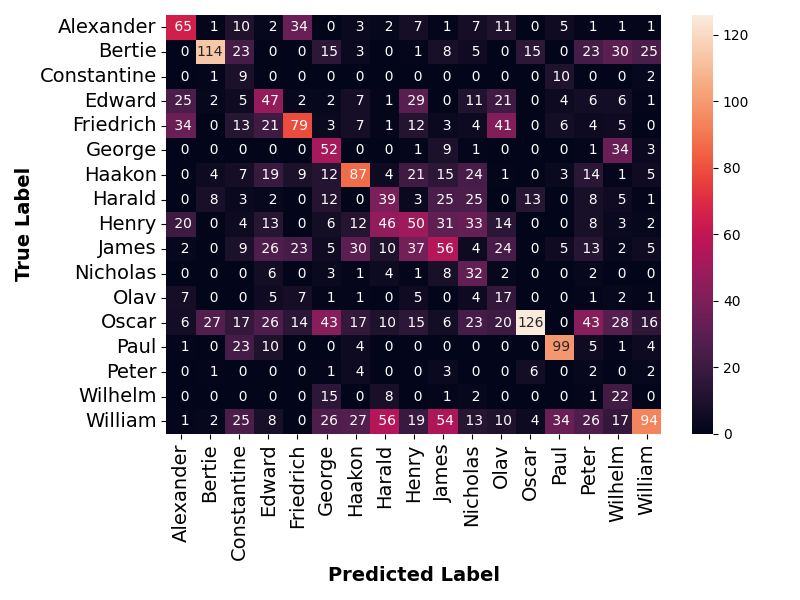 Alexander 65 1 10 2 34 0 3 2 7 1 7 11 0 5 1 1 1
Bertie 0 114 23 0 0 15 3 0 1 8 5 0 15 0 23 30 25
Constantine 0 1 9 0 0 0 0 0 0 0 0 0 0 10 0 0 2
Edward 25 2 5 47 2 2 7 1 29 0 11 21 0 4 6 6 1
Friedrich 34 0 13 21 79 3 7 1 12 3 4 41 0 6 4 5 0
George 0 0 0 0 0 52 0 0 1 9 1 0 0 0 1 34 3
Haakon 0 4 7 19 9 12 87 4 21 15 24 1 0 3 14 1 5
Harald 0 8 3 2 0 12 0 39 3 25 25 0 13 0 8 5 1
Henry 20 0 4 13 0 6 12 46 50 31 33 14 0 0 8 3 2
James 2 0 9 26 23 5 30 10 37 56 4 24 0 5 13 2 5
Nicholas 0 0 0 6 0 3 1 4 1 8 32 2 0 0 2 0 0
Olav 7 0 0 5 7 1 1 0 5 0 4 17 0 0 1 2 1
Oscar 6 27 17 26 14 43 17 10 15 6 23 20 126 0 43 28 16
Paul 1 0 23 10 0 0 4 0 0 0 0 0 0 99 5 1 4
Peter 0 1 0 0 0 1 4 0 0 3 0 0 6 0 2 0 2
Wilhelm 0 0 0 0 0 15 0 8 0 1 2 0 0 0 1 22 0
William 1 2 25 8 0 26 27 56 19 54 13 10 4 34 26 17 94
Alexander Bertie Constantine Edward Friedrich George Haakon Harald Henry James Nicholas Olav Oscar Paul Peter Wilhelm William
Predicted Label
True Label
120
100
80
60
40
20
0